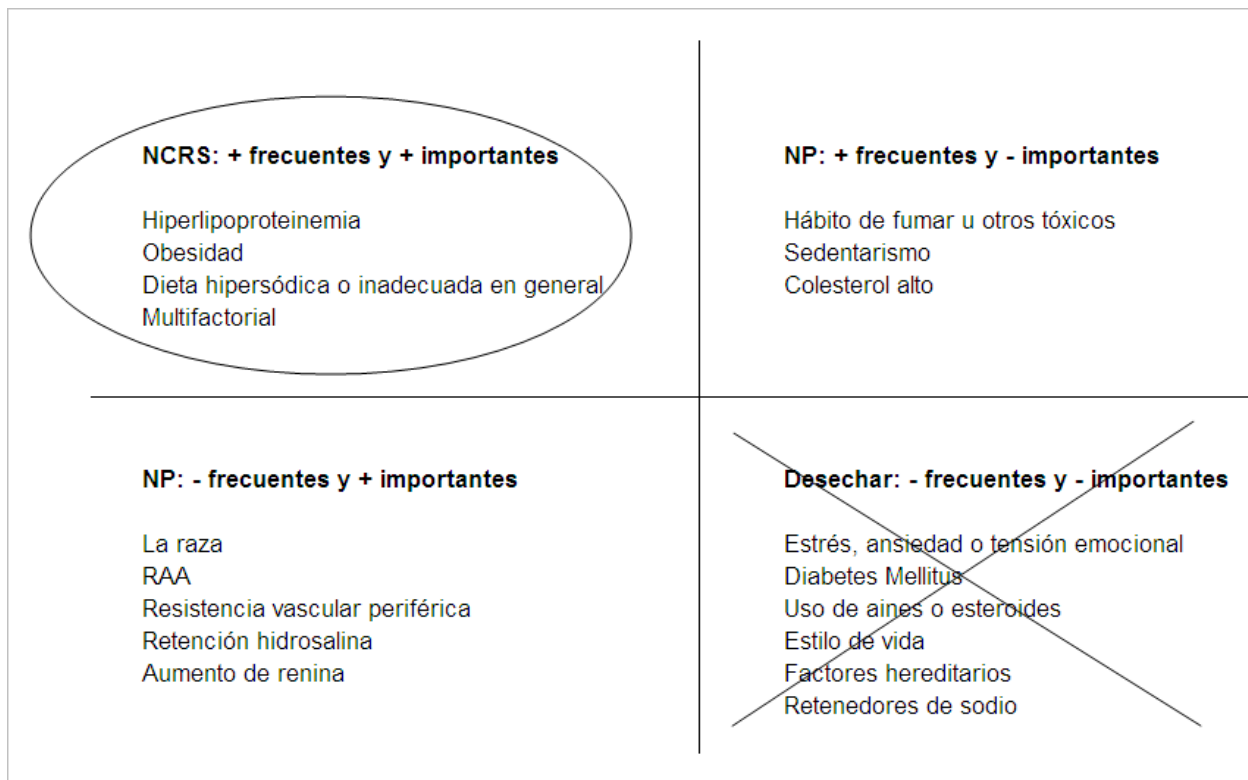 NCRS: + frecuentes y + importantes
Hiperlipoproteinemia
Obesidad
Dieta hipersódica o inadecuada en general
Multifactorial
NP: + frecuentes y - importantes
Hábito de fumar u otros tóxicos
Sedentarismo
Colesterol alto
NP: - frecuentes y + importantes
La raza
RAA
Resistencia vascular periférica
Retención hidrosalina
Aumento de renina
Desechar: - frecuentes y - importantes
Estrés, ansiedad o tensión emocional
Diabetes Mellitus
Uso de aines o esteroides
Estilo de vida
Factores hereditarios
Retenedores de sodio